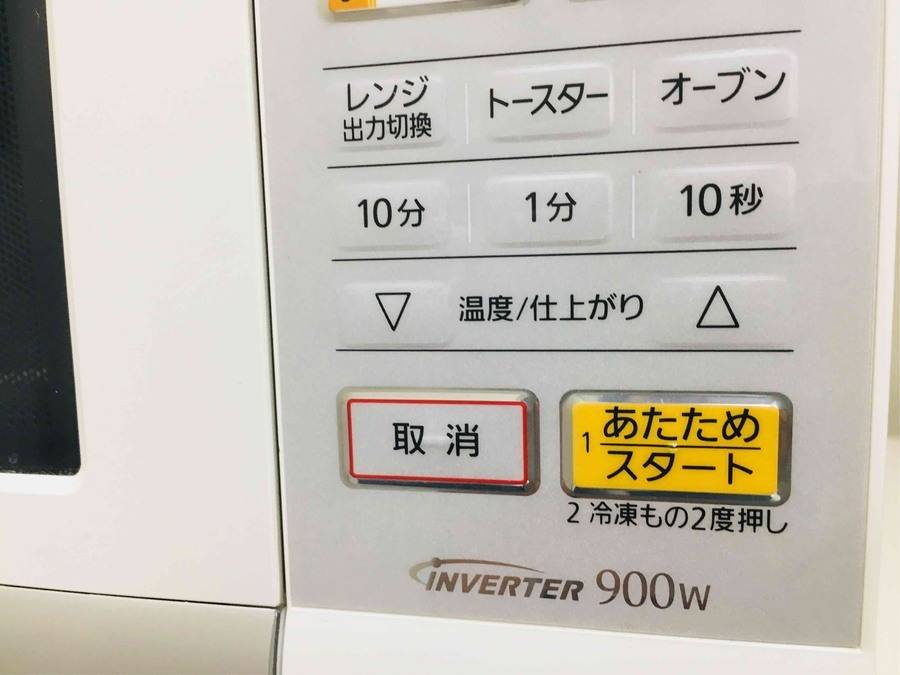 レンジ
出力切換
トースター
オーブン
10分
1分
10秒
▽ 温度/仕上がり △
取消
1 あたため
スタート
2 冷凍もの2度押し
INVERTER 900W